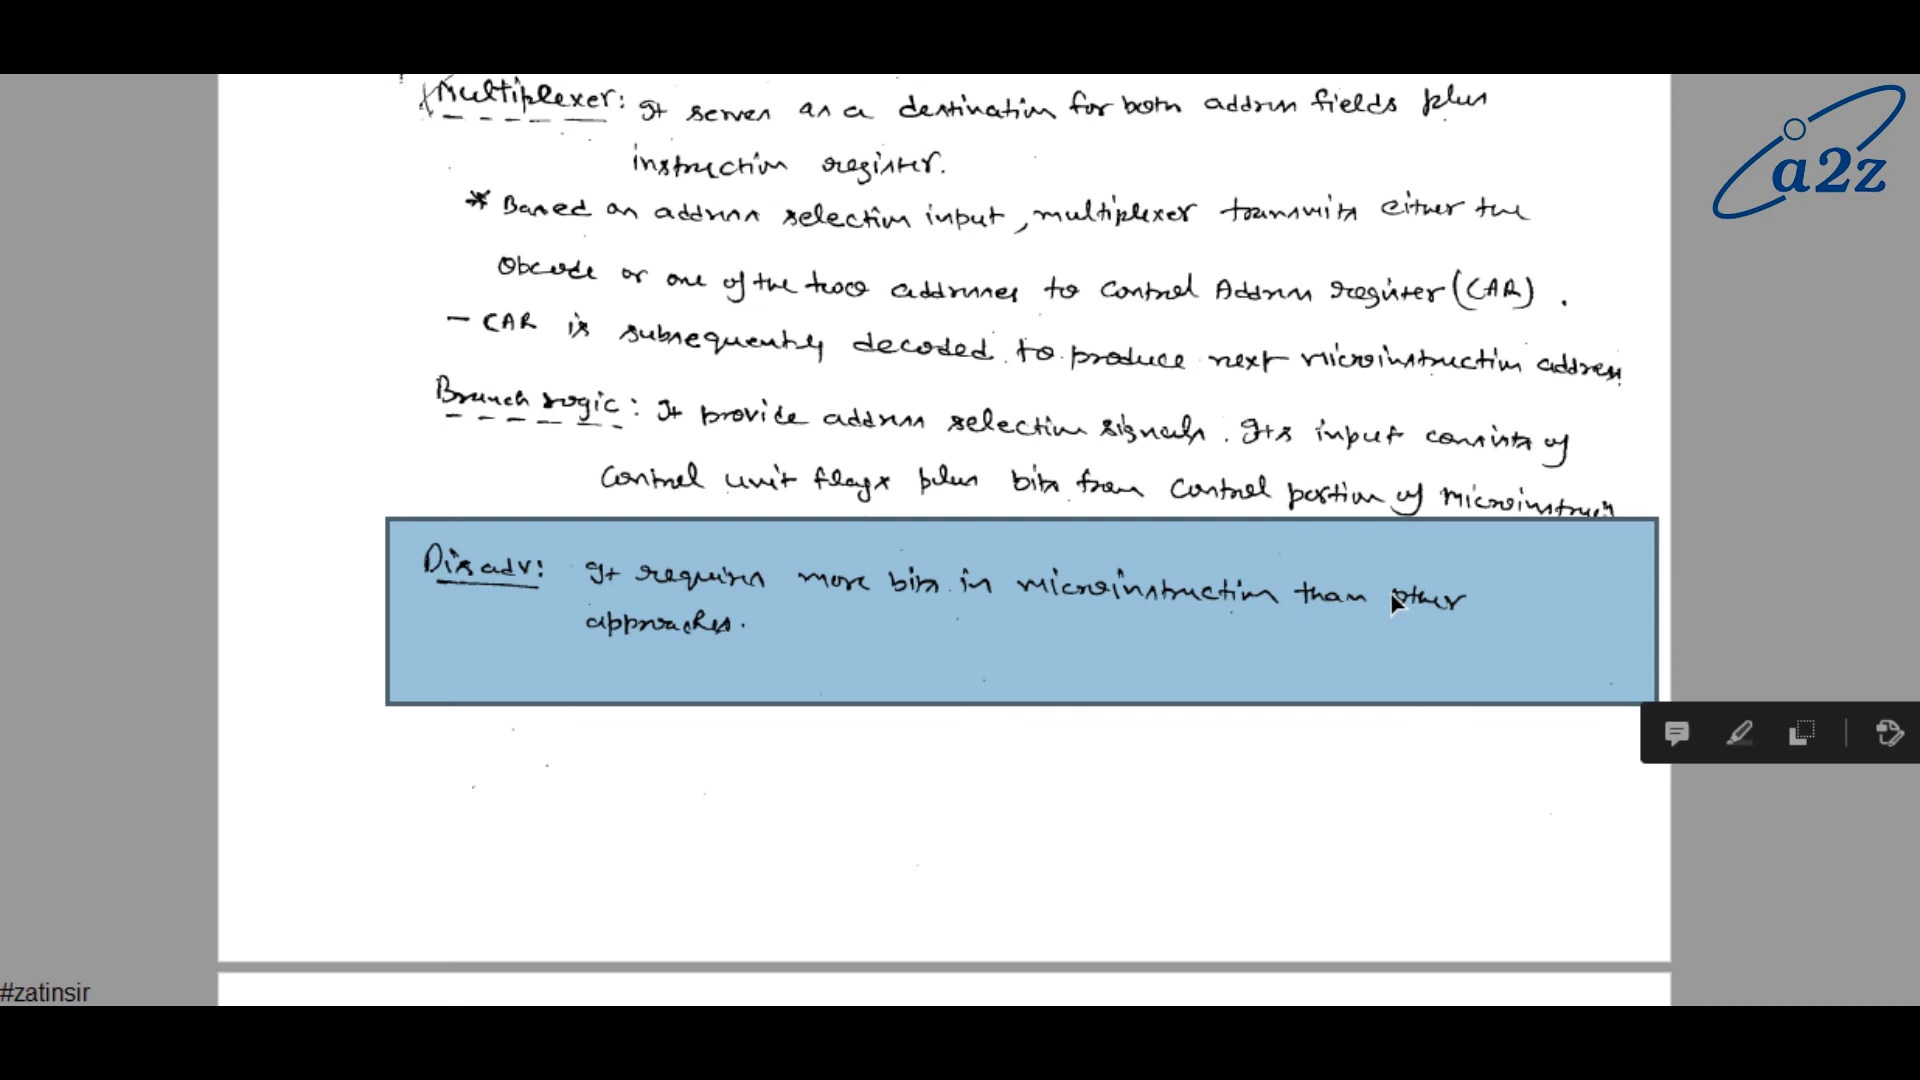 Multiplexer: It serves as a destination for both address fields plus
instruction register.
* Based on address selection input, multiplexer transmits either the
Opcode or one of the two addresses to Control Address register (CAR).
- CAR is subsequently decoded to produce next microinstruction address
Branch Logic: It provide address selection signals. Its input consists of
Control unit flags plus bits from control portion of microinstruc
Disadv: It requires more bits in microinstruction than other
approaches.
a2z
#zatinsir